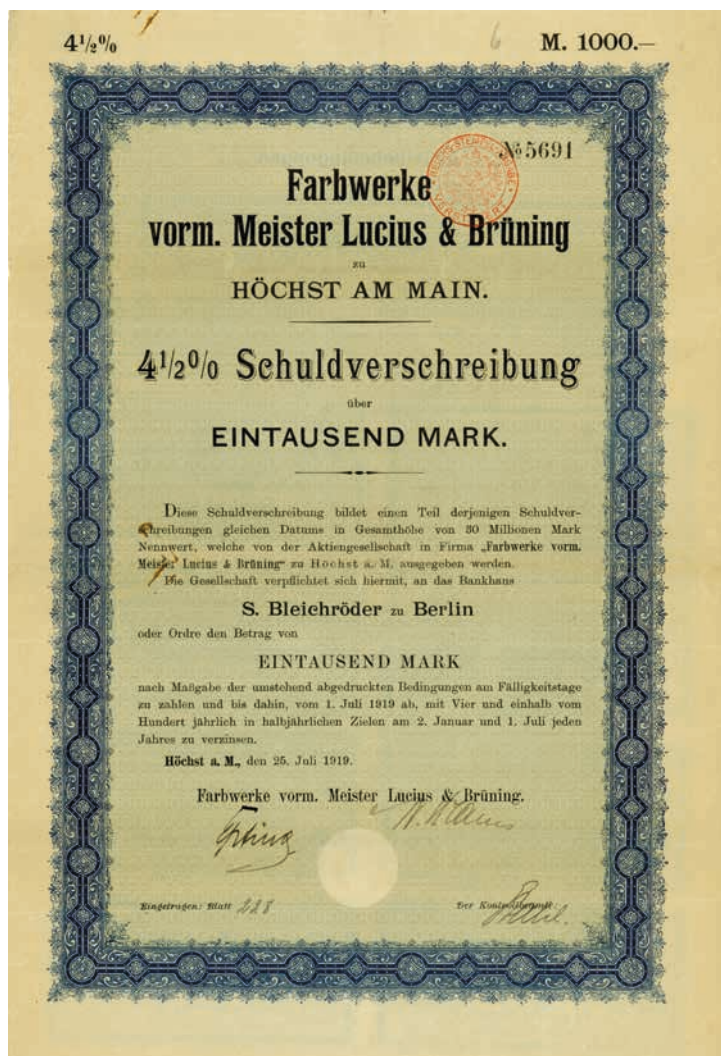 4½% M. 1000.—
6
№ 5691
Farbwerke
vorm. Meister Lucius & Brüning
zu
HÖCHST AM MAIN.
4½% Schuldverschreibung
über
EINTAUSEND MARK.
Diese Schuldverschreibung bildet einen Teil derjenigen Schuldver-
schreibungen gleichen Datums in Gesamthöhe von 30 Millionen Mark
Nennwert, welche von der Aktiengesellschaft in Firma „Farbwerke vorm.
Meister Lucius & Brüning“ zu Höchst a. M. ausgegeben werden.
Die Gesellschaft verpflichtet sich hiermit, an das Bankhaus
S. Bleichröder zu Berlin
oder Ordre den Betrag von
EINTAUSEND MARK
nach Maßgabe der umstehend abgedruckten Bedingungen am Fälligkeitstage
zu zahlen und bis dahin, vom 1. Juli 1919 ab, mit Vier und einhalb vom
Hundert jährlich in halbjährlichen Zielen am 2. Januar und 1. Juli jeden
Jahres zu verzinsen.
Höchst a. M., den 25. Juli 1919.
Farbwerke vorm. Meister Lucius & Brüning.
Eingetragen: Blatt 228 Der Kontrollbeamte: